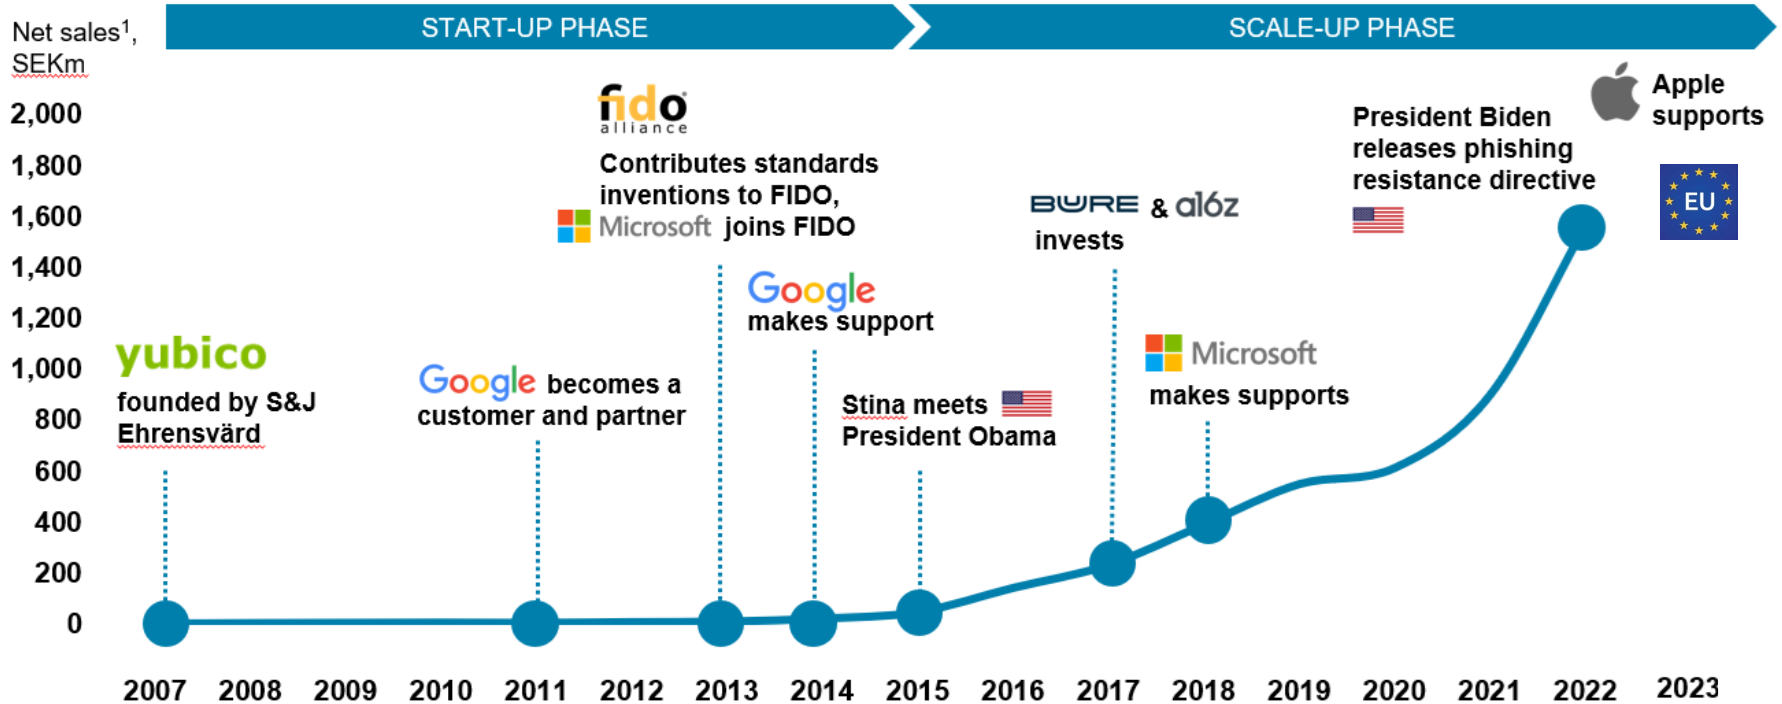 START-UP PHASE
SCALE-UP PHASE
Net sales¹,
SEKm
2,000
1,800
1,600
1,400
1,200
1,000
800
600
400
200
0
yubico
founded by S&J
Ehrensvärd
Google becomes a
customer and partner
fido
alliance
Contributes standards
inventions to FIDO,
Microsoft joins FIDO
Google
makes support
Stina meets
President Obama
BURE & a16z
invests
Microsoft
makes supports
President Biden
releases phishing
resistance directive
Apple
supports
EU
2007 2008 2009 2010 2011 2012 2013 2014 2015 2016 2017 2018 2019 2020 2021 2022 2023